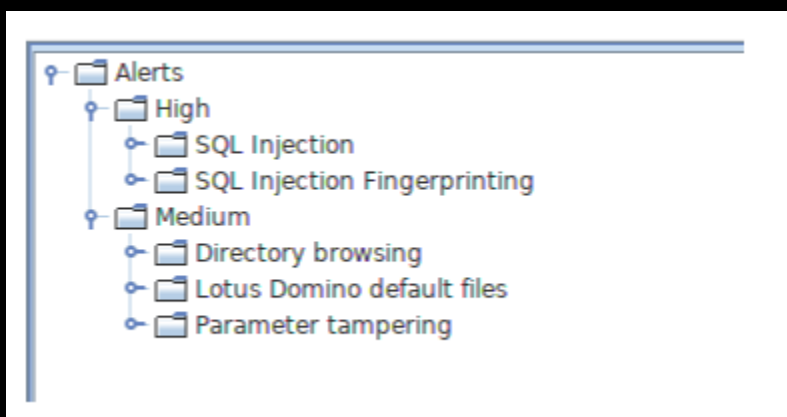 Alerts
High
SQL Injection
SQL Injection Fingerprinting
Medium
Directory browsing
Lotus Domino default files
Parameter tampering